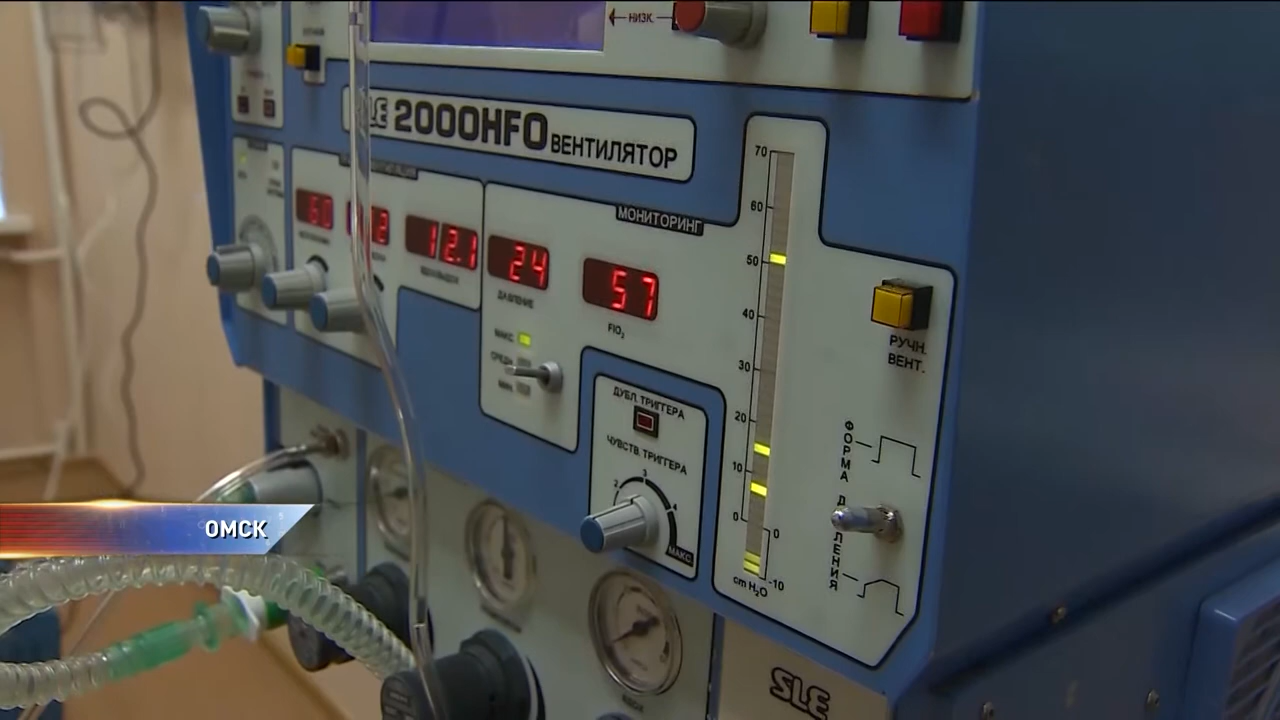 НИЗК.
SLE 2000HFO ВЕНТИЛЯТОР
МОНИТОРИНГ
60
12.1
24
57
ДАВЛЕНИЕ
FIO2
МАКС
СРЕДН
МИН.
70
60
50
40
30
20
10
0
0
-10
cm H2O
РУЧН.
ВЕНТ.
ДУБЛ. ТРИГГЕРА
ЧУВСТВ. ТРИГГЕРА
2
3
4
МАКС
ФОРМА ДАВЛЕНИЯ
ОМСК
SLE